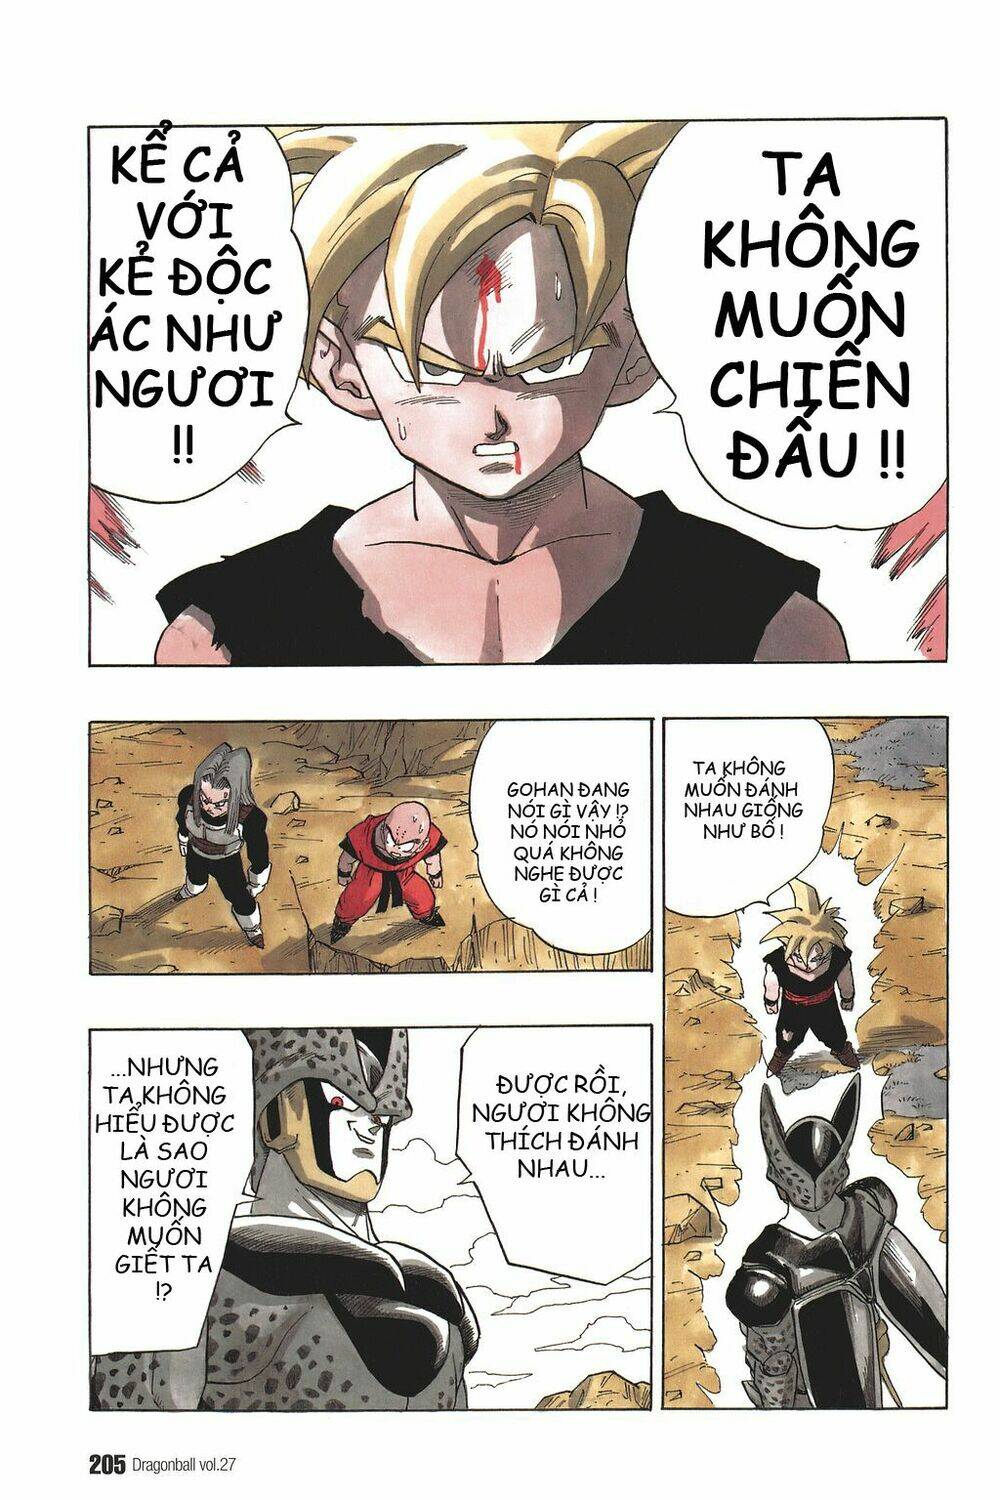 TA
KHÔNG
MUỐN
CHIẾN
ĐẤU !!
KỂ CẢ
VỚI
KẺ ĐỘC
ÁC NHƯ
NGƯƠI
!!
TA KHÔNG
MUỐN ĐÁNH
NHAU GIỐNG
NHƯ BỐ !
GOHAN ĐANG
NÓI GÌ VẬY !?
NÓ NÓI NHỎ
QUÁ KHÔNG
NGHE ĐƯỢC
GÌ CẢ !
ĐƯỢC RỒI,
NGƯƠI KHÔNG
THÍCH ĐÁNH
NHAU...
...NHƯNG
TA KHÔNG
HIỂU ĐƯỢC
LÀ SAO
NGƯƠI
KHÔNG
MUỐN
GIẾT TA
!?
205 Dragonball vol.27